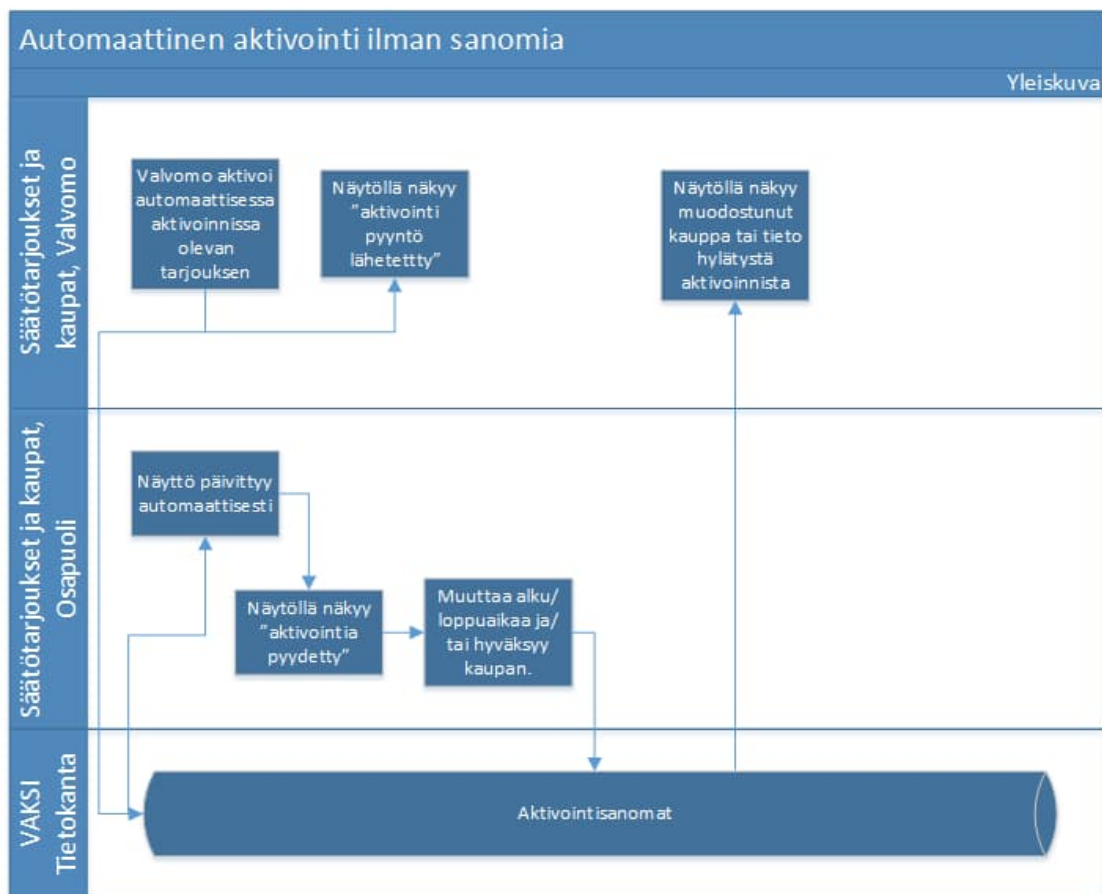 Automaattinen aktivointi ilman sanomia
Yleiskuva
Säätötarjoukset ja
kaupat, Valvomo
Valvomo aktivoi
automaattisessa
aktivoinnissa
olevan
tarjouksen
Näytöllä näkyy
”aktivointi
pyyntö
lähetettty”
Näytöllä näkyy
muodostunut
kauppa tai tieto
hylätystä
aktivoinnista
Säätötarjoukset ja kaupat,
Osapuoli
Näyttö päivittyy
automaattisesti
Näytöllä näkyy
”aktivointia
pyydetty”
Muuttaa alku/
loppuaikaa ja/
tai hyväksyy
kaupan.
VAKSI
Tietokanta
Aktivointisanomat